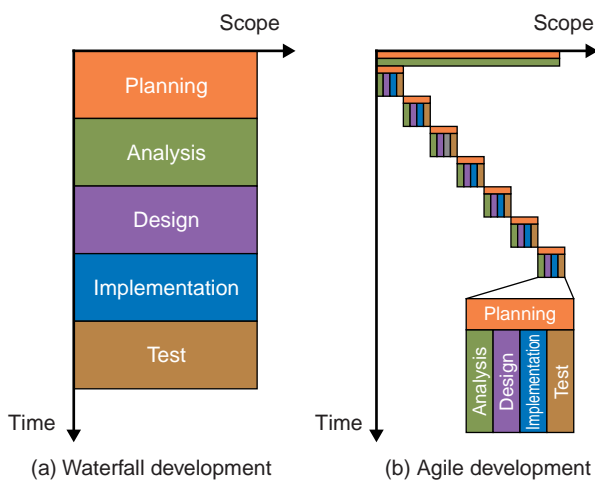 Scope
Planning
Analysis
Design
Implementation
Test
Time
(a) Waterfall development
Scope
Planning
Analysis
Design
Implementation
Test
Time
(b) Agile development